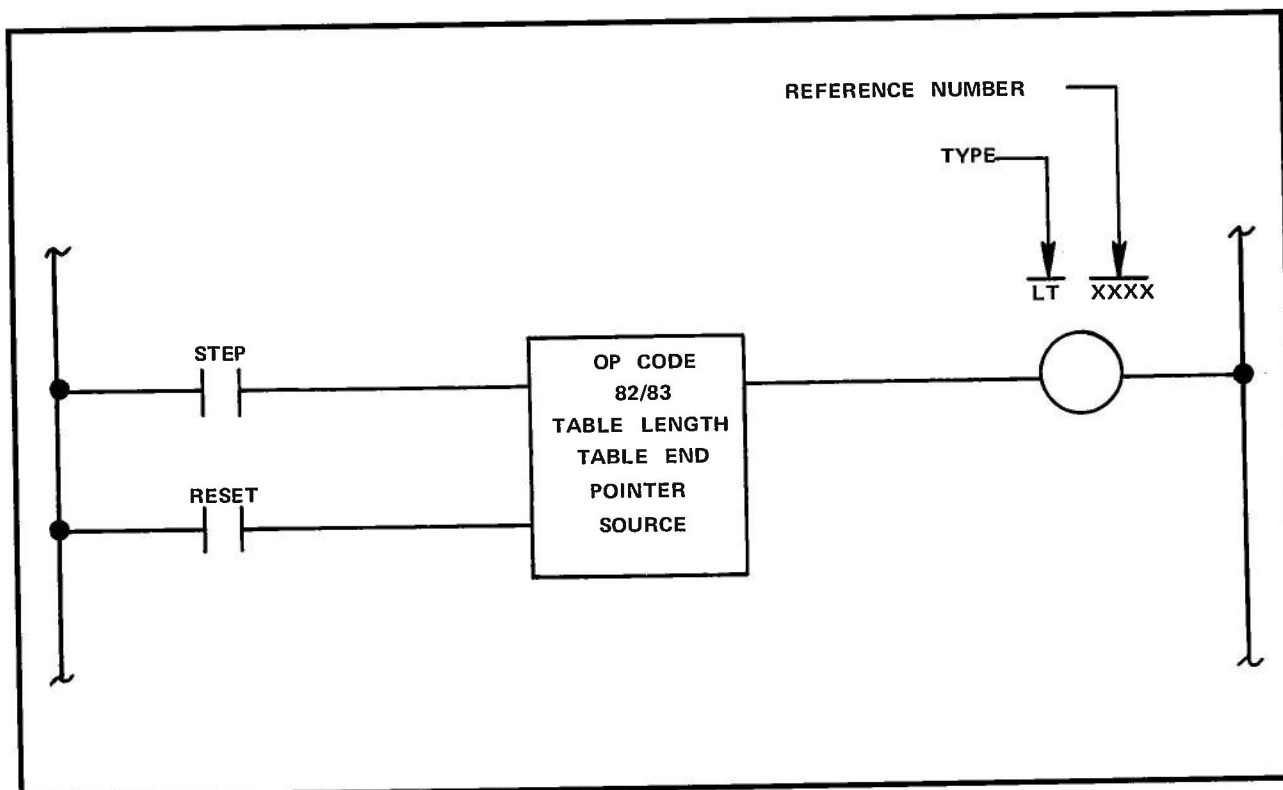 REFERENCE NUMBER
TYPE
LT XXXX
STEP
OP CODE
82/83
TABLE LENGTH
TABLE END
POINTER
SOURCE
RESET